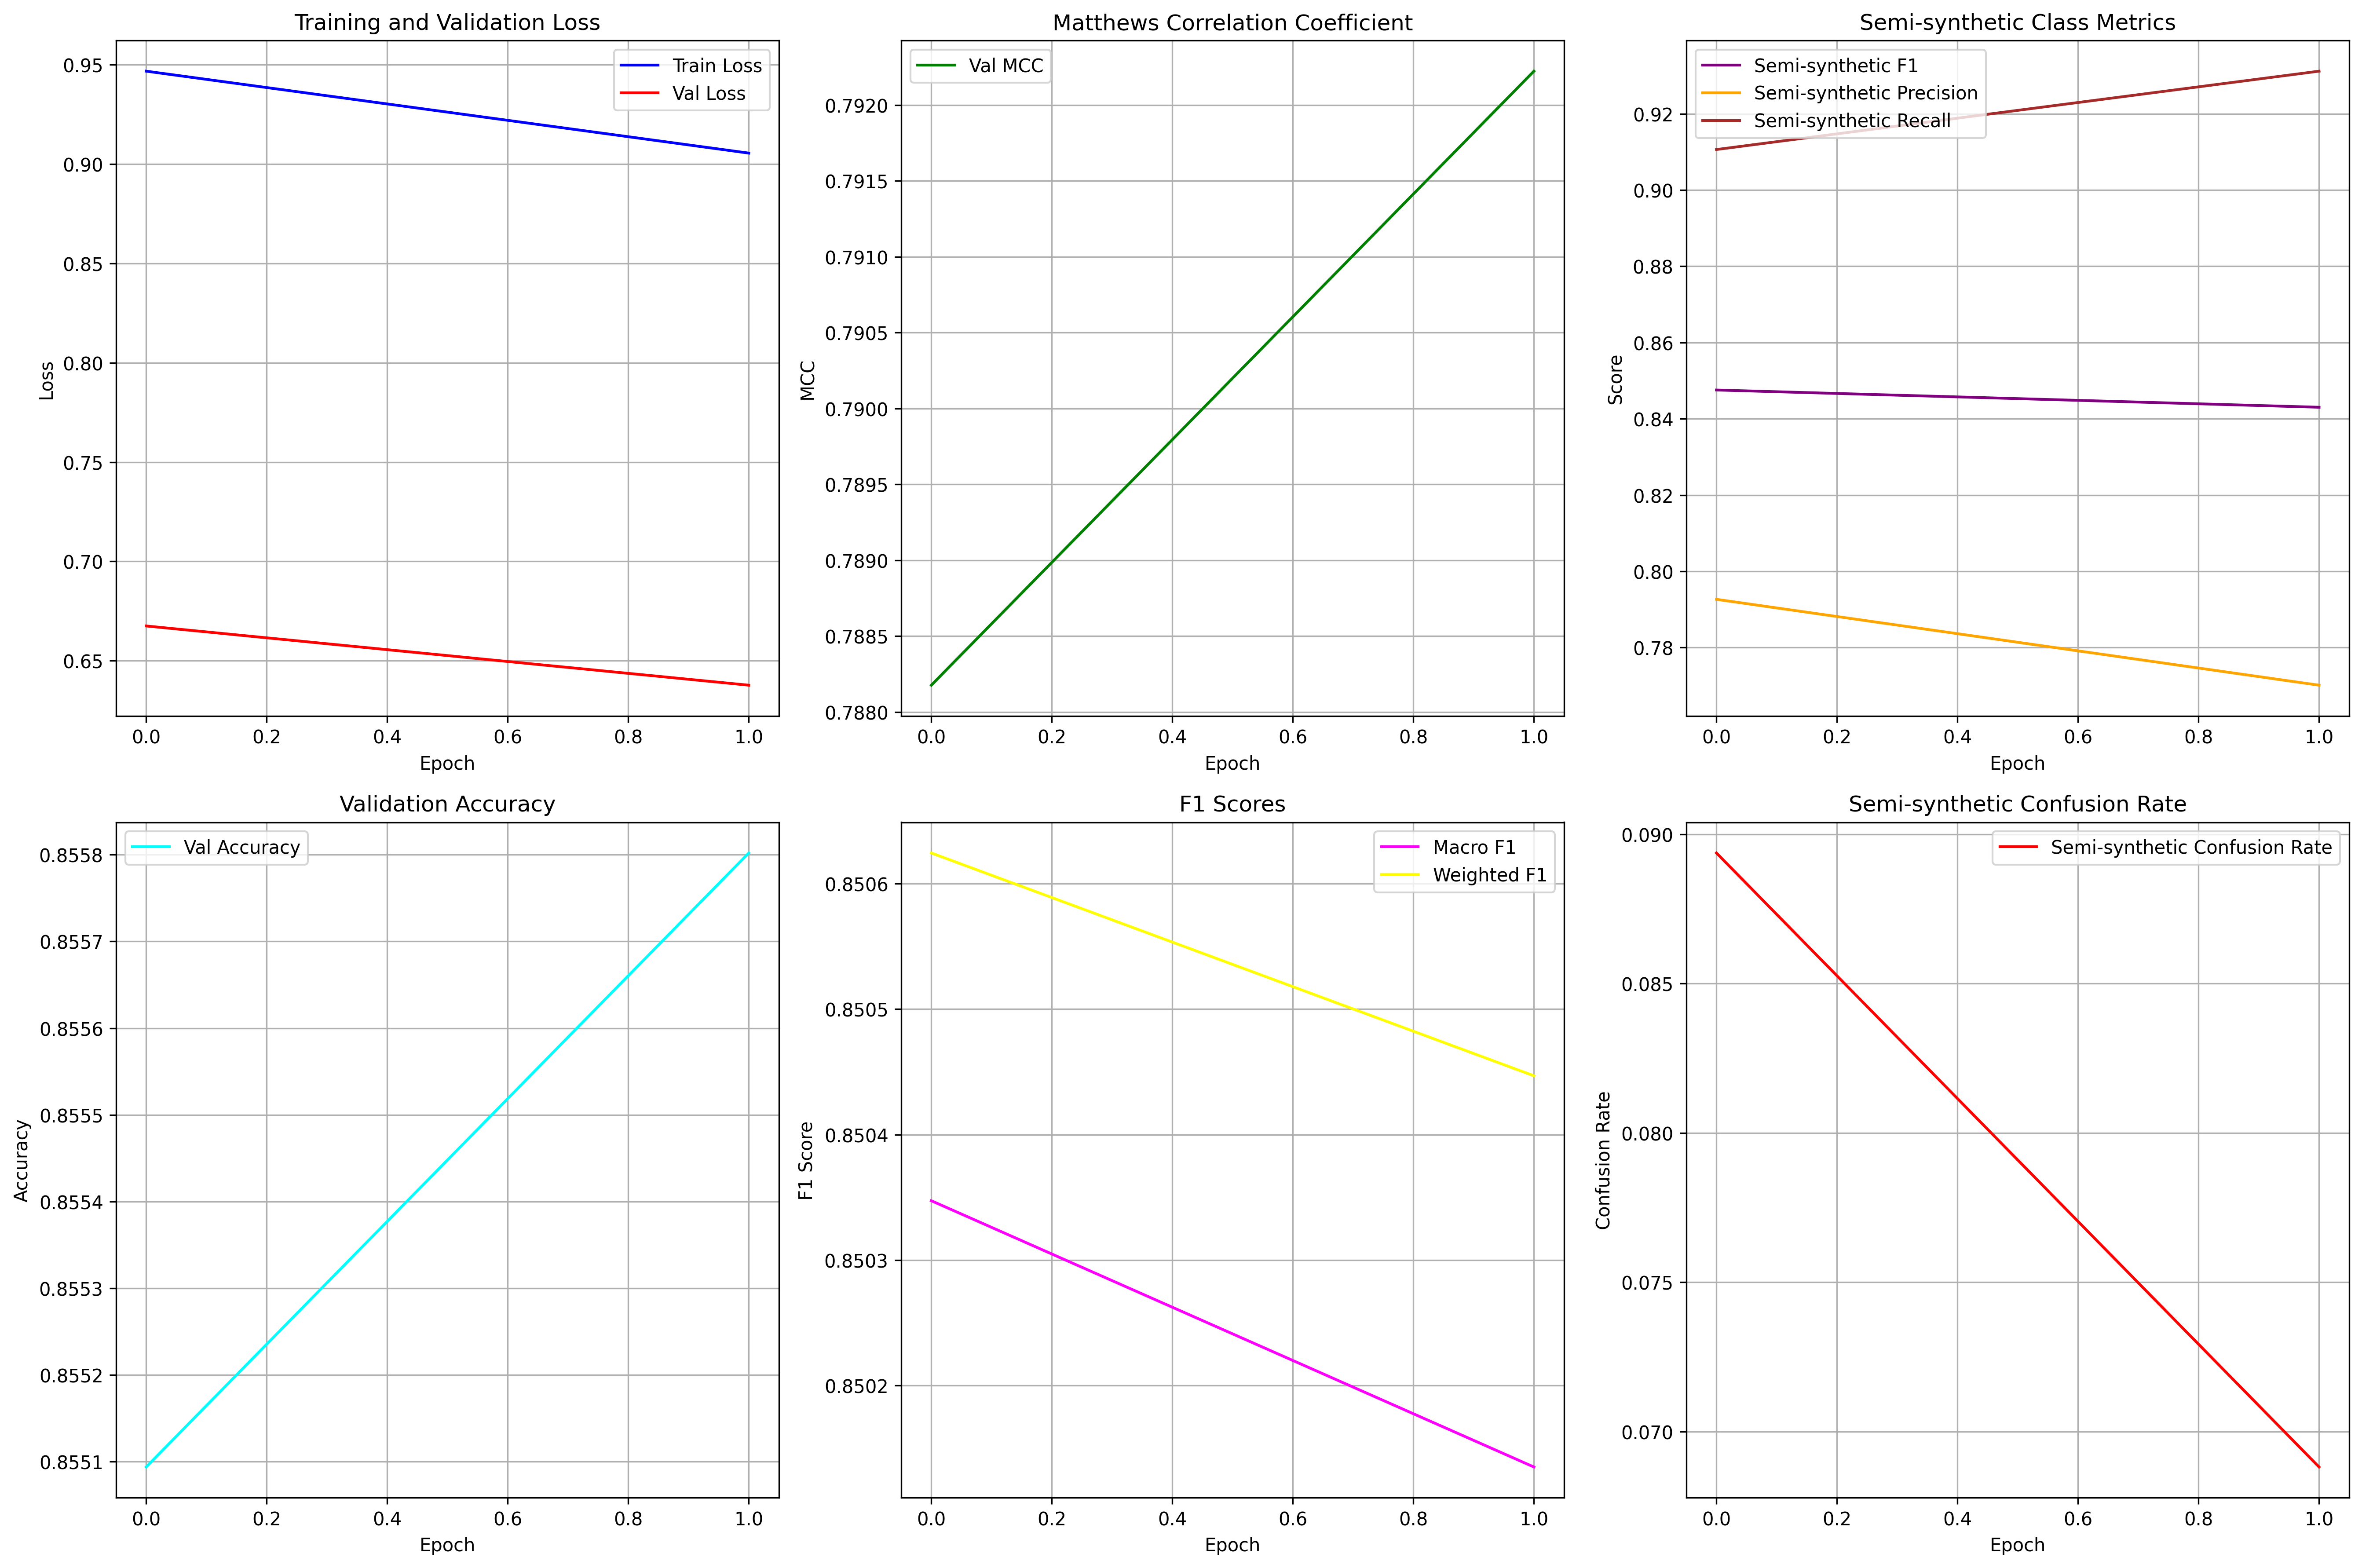 Training and Validation Loss
Train Loss
Val Loss
0.95
0.90
0.85
0.80
0.75
0.70
0.65
Loss
0.0 0.2 0.4 0.6 0.8 1.0
Epoch
Matthews Correlation Coefficient
Val MCC
0.7920
0.7915
0.7910
0.7905
0.7900
0.7895
0.7890
0.7885
0.7880
MCC
0.0 0.2 0.4 0.6 0.8 1.0
Epoch
Semi-synthetic Class Metrics
Semi-synthetic F1
Semi-synthetic Precision
Semi-synthetic Recall
0.92
0.90
0.88
0.86
0.84
0.82
0.80
0.78
Score
0.0 0.2 0.4 0.6 0.8 1.0
Epoch
Validation Accuracy
Val Accuracy
0.8558
0.8557
0.8556
0.8555
0.8554
0.8553
0.8552
0.8551
Accuracy
0.0 0.2 0.4 0.6 0.8 1.0
Epoch
F1 Scores
Macro F1
Weighted F1
0.8506
0.8505
0.8504
0.8503
0.8502
F1 Score
0.0 0.2 0.4 0.6 0.8 1.0
Epoch
Semi-synthetic Confusion Rate
Semi-synthetic Confusion Rate
0.090
0.085
0.080
0.075
0.070
Confusion Rate
0.0 0.2 0.4 0.6 0.8 1.0
Epoch